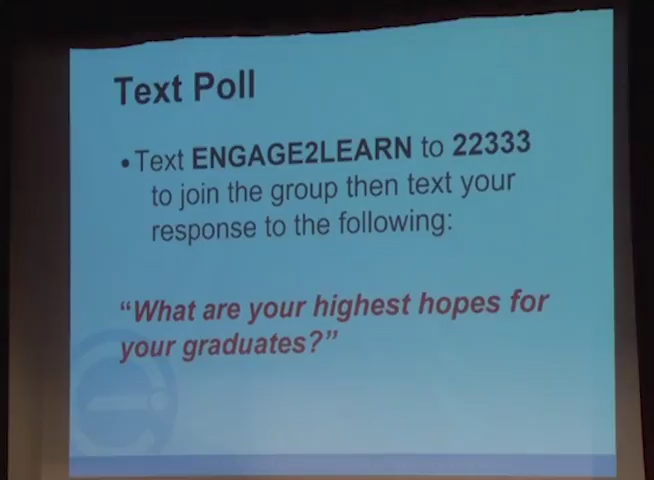 Text Poll
• Text ENGAGE2LEARN to 22333
to join the group then text your
response to the following:
“What are your highest hopes for
your graduates?”